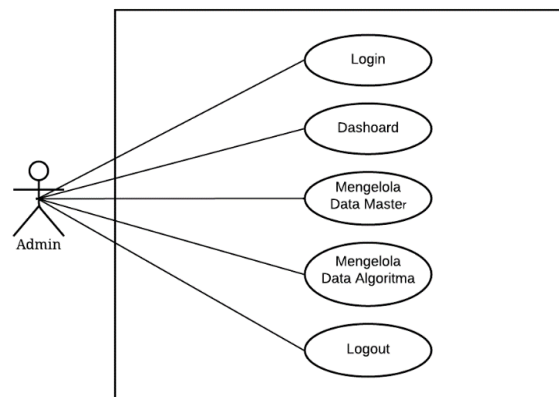 Login
Dashoard
Mengelola
Data Master
Admin
Mengelola
Data Algoritma
Logout